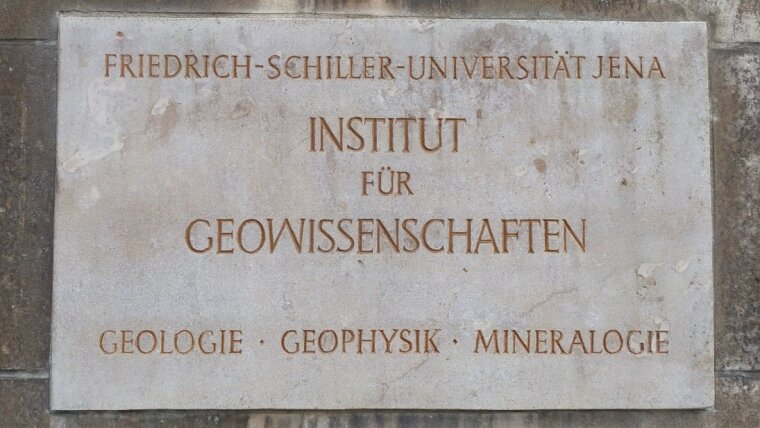 FRIEDRICH-SCHILLER-UNIVERSITÄT JENA
INSTITUT
FÜR
GEOWISSENSCHAFTEN
GEOLOGIE · GEOPHYSIK · MINERALOGIE